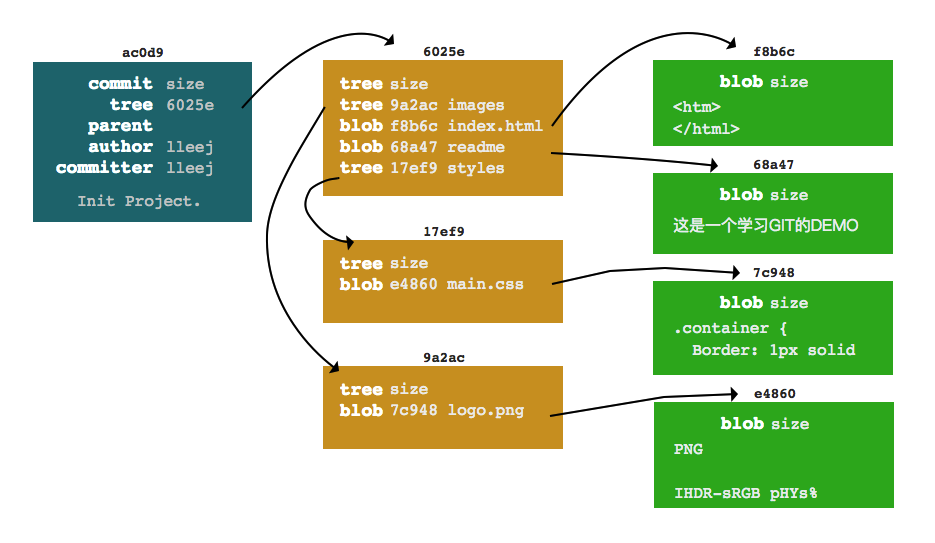 ac0d9
commit size
tree 6025e
parent
author lleej
committer lleej
Init Project.
6025e
tree size
tree 9a2ac images
blob f8b6c index.html
blob 68a47 readme
tree 17ef9 styles
17ef9
tree size
blob e4860 main.css
9a2ac
tree size
blob 7c948 logo.png
f8b6c
blob size
<htm>
</html>
68a47
blob size
这是一个学习GIT的DEMO
7c948
blob size
.container {
Border: 1px solid
e4860
blob size
PNG
IHDR-sRGB pHYs%